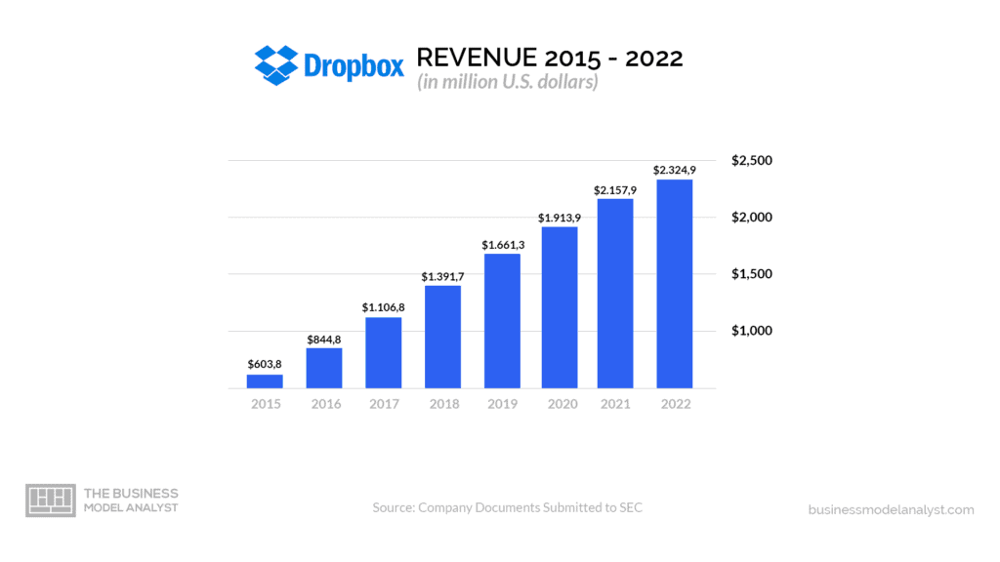 Dropbox REVENUE 2015 - 2022
(in million U.S. dollars)
$2,500
$2.324,9
$2.157,9
$2,000
$1.913,9
$1.661,3
$1,500
$1.391,7
$1.106,8
$1,000
$844,8
$603,8
2015 2016 2017 2018 2019 2020 2021 2022
THE BUSINESS
MODEL ANALYST
Source: Company Documents Submitted to SEC
businessmodelanalyst.com